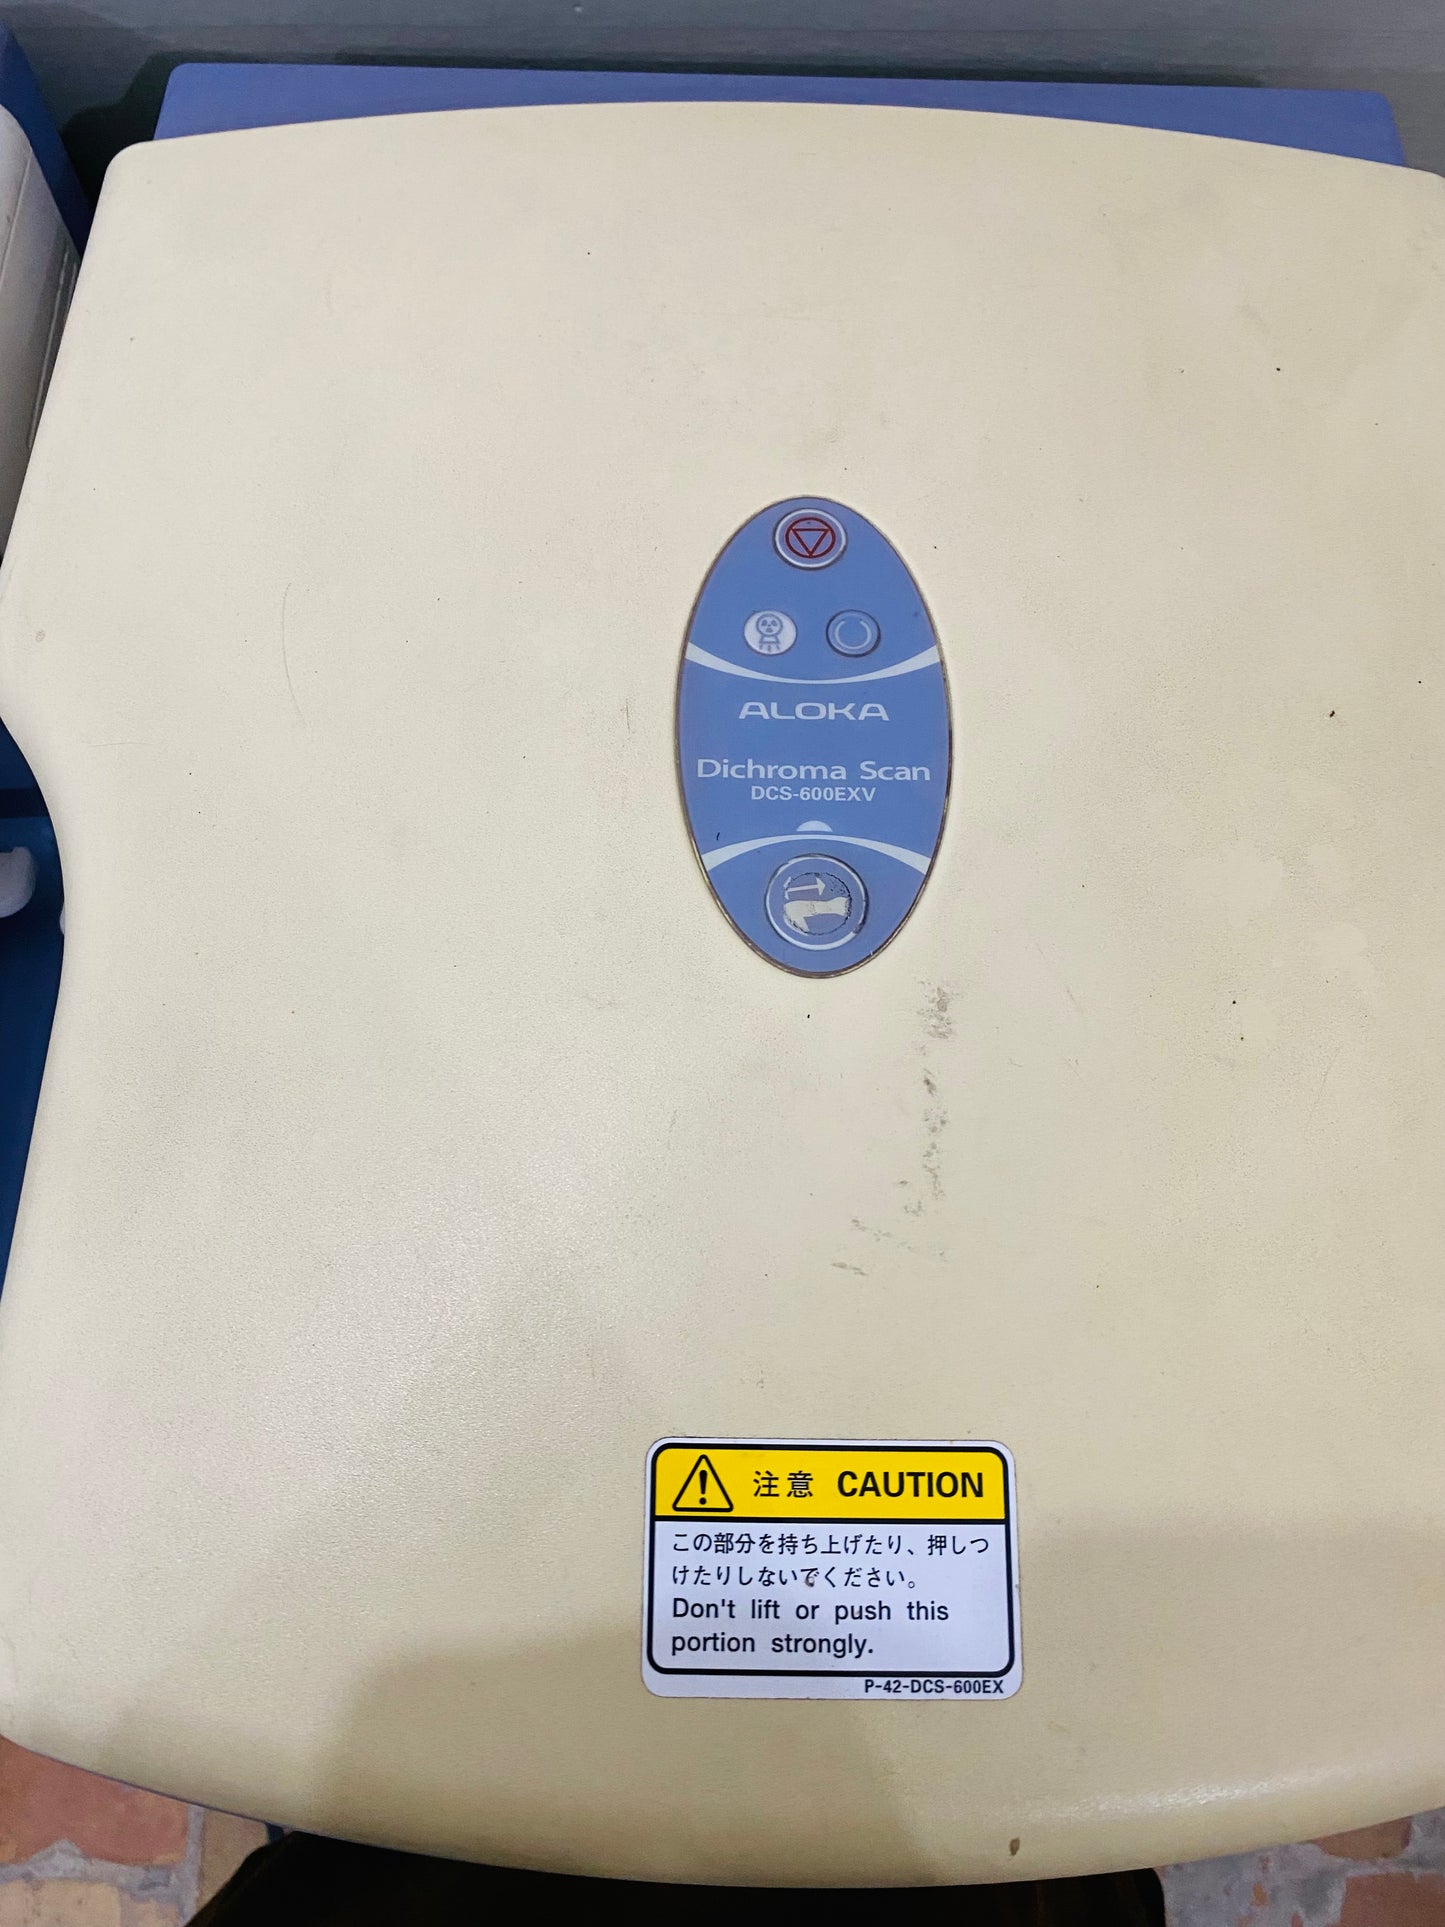 ALOKA
Dichroma Scan
DCS-600EXV
注意 CAUTION
この部分を持ち上げたり、押しつ
けたりしないでください。
Don't lift or push this
portion strongly.
P-42-DCS-600EX